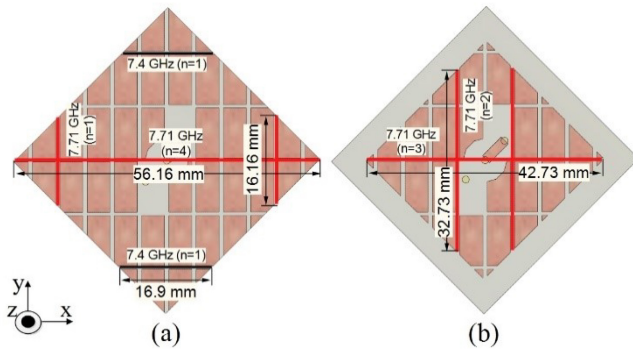 7.4 GHz (n=1)
7.71 GHz
(n=1)
7.71 GHz
(n=4)
56.16 mm
16.16 mm
7.4 GHz (n=1)
16.9 mm
7.71 GHz
(n=2)
7.71 GHz
(n=3)
32.73 mm
42.73 mm
y
z
x
(a)
(b)